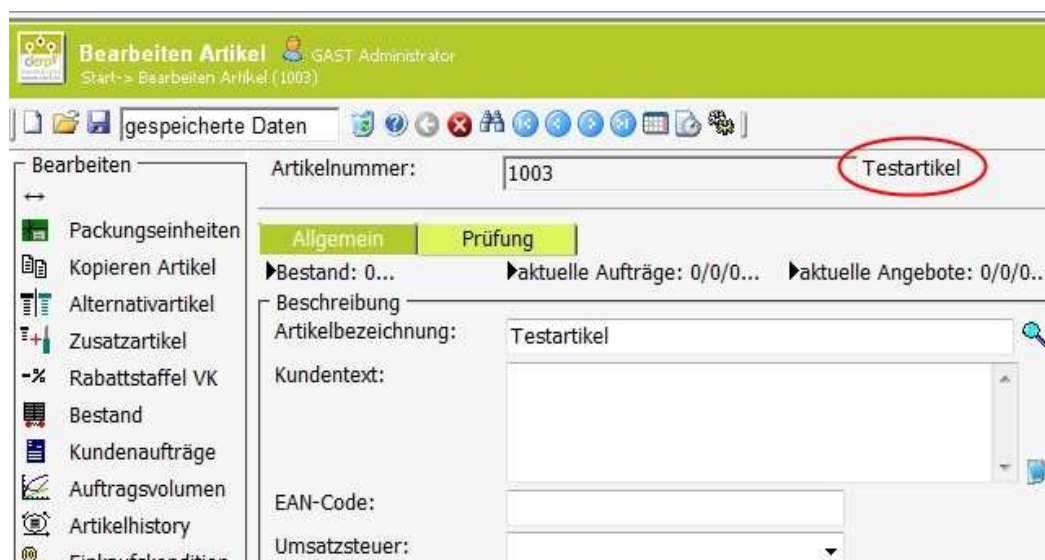 derpf
Bearbeiten Artikel GAST Administrator
Start-> Bearbeiten Artikel (1003)
gespeicherte Daten
Bearbeiten
Packungseinheiten
Kopieren Artikel
Alternativartikel
Zusatzartikel
Rabattstaffel VK
Bestand
Kundenaufträge
Auftragsvolumen
Artikelhistory
Einkaufskondition
Artikelnummer: 1003 Testartikel
Allgemein Prüfung
Bestand: 0... aktuelle Aufträge: 0/0/0... aktuelle Angebote: 0/0/0..
Beschreibung
Artikelbezeichnung: Testartikel
Kundentext:
EAN-Code:
Umsatzsteuer: